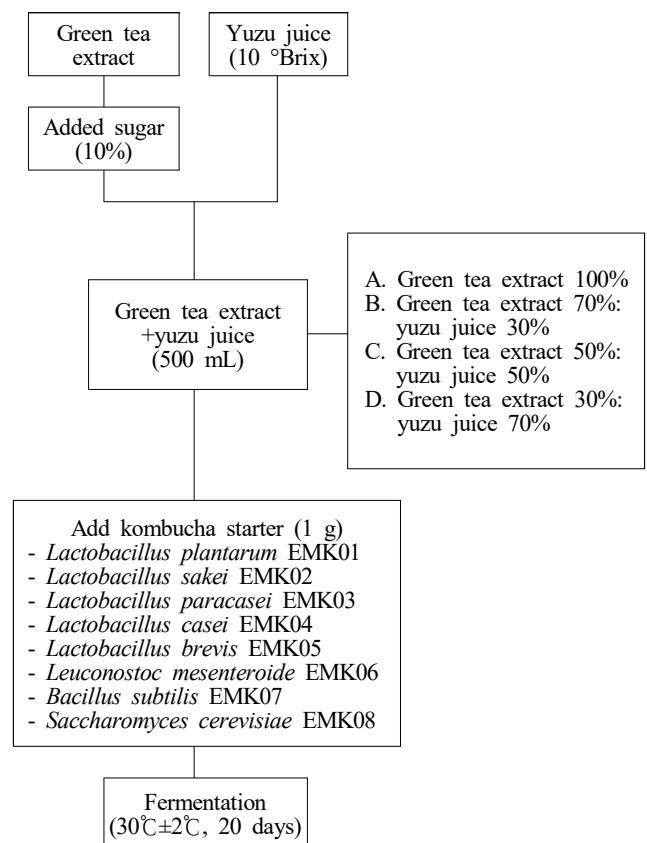 Green tea
extract
Yuzu juice
(10 °Brix)
Added sugar
(10%)
Green tea extract
+yuzu juice
(500 mL)
A. Green tea extract 100%
B. Green tea extract 70%:
yuzu juice 30%
C. Green tea extract 50%:
yuzu juice 50%
D. Green tea extract 30%:
yuzu juice 70%
Add kombucha starter (1 g)
- Lactobacillus plantarum EMK01
- Lactobacillus sakei EMK02
- Lactobacillus paracasei EMK03
- Lactobacillus casei EMK04
- Lactobacillus brevis EMK05
- Leuconostoc mesenteroide EMK06
- Bacillus subtilis EMK07
- Saccharomyces cerevisiae EMK08
Fermentation
(30℃±2℃, 20 days)